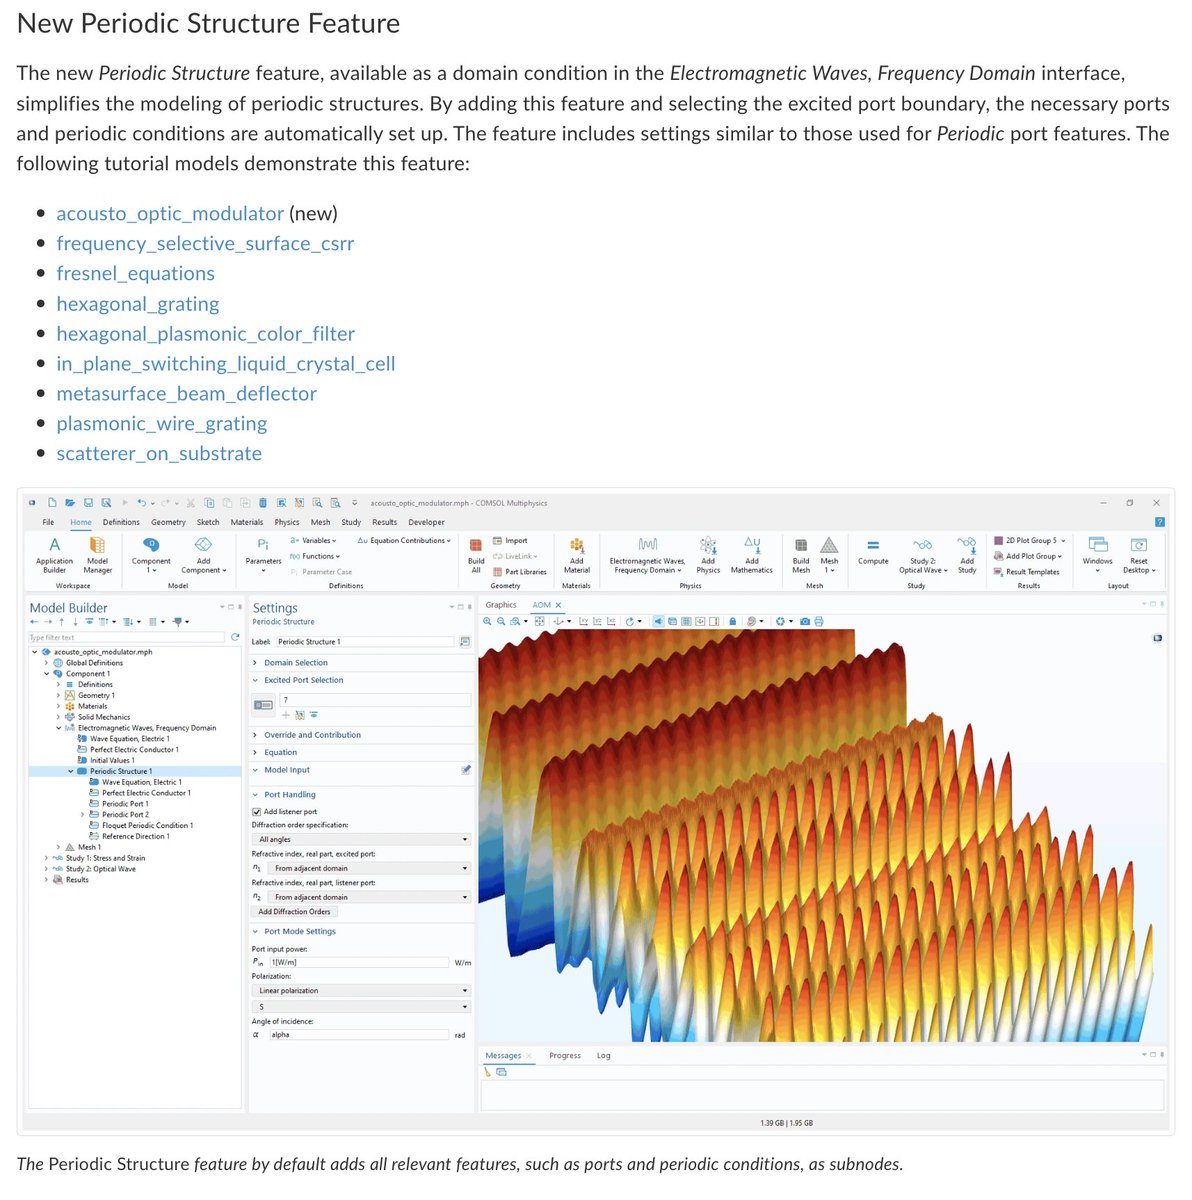 New Periodic Structure Feature
The new Periodic Structure feature, available as a domain condition in the Electromagnetic Waves, Frequency Domain interface,
simplifies the modeling of periodic structures. By adding this feature and selecting the excited port boundary, the necessary ports
and periodic conditions are automatically set up. The feature includes settings similar to those used for Periodic port features. The
following tutorial models demonstrate this feature:
acousto_optic_modulator (new)
frequency_selective_surface_csrr
fresnel_equations
hexagonal_grating
hexagonal_plasmonic_color_filter
in_plane_switching_liquid_crystal_cell
metasurface_beam_deflector
plasmonic_wire_grating
scatterer_on_substrate
acousto_optic_modulator.mph - COMSOL Multiphysics
File Home Definitions Geometry Sketch Materials Physics Mesh Study Results Developer
Application Builder
Model Manager
Workspace
Component 1
Add Component
Model
Pi
Parameters
a= Variables
f(x) Functions
Pi Parameter Case
Δu Equation Contributions
Definitions
Build All
Import
LiveLink
Part Libraries
Geometry
Add Material
Materials
Electromagnetic Waves, Frequency Domain
Add Physics
Δu
Add Mathematics
Physics
Build Mesh
Mesh 1
Mesh
Compute
Study 2: Optical Wave
Add Study
Study
2D Plot Group 5
Add Plot Group
Result Templates
Results
Windows
Reset Desktop
Layout
Model Builder
Type filter text
acousto_optic_modulator.mph
Global Definitions
Component 1
Definitions
Geometry 1
Materials
Solid Mechanics
Electromagnetic Waves, Frequency Domain
Wave Equation, Electric 1
Perfect Electric Conductor 1
Initial Values 1
Periodic Structure 1
Wave Equation, Electric 1
Perfect Electric Conductor 1
Periodic Port 1
Periodic Port 2
Floquet Periodic Condition 1
Reference Direction 1
Mesh 1
Study 1: Stress and Strain
Study 2: Optical Wave
Results
Settings
Periodic Structure
Label: Periodic Structure 1
Domain Selection
Excited Port Selection
7
Override and Contribution
Equation
Model Input
Port Handling
Add listener port
Diffraction order specification:
All angles
Refractive index, real part, excited port:
n1 From adjacent domain
Refractive index, real part, listener port:
n2 From adjacent domain
Add Diffraction Orders
Port Mode Settings
Port input power:
Pin 1[W/m] W/m
Polarization:
Linear polarization
S
Angle of incidence:
α alpha rad
Graphics AOM
Messages Progress Log
1.39 GB | 1.95 GB
The Periodic Structure feature by default adds all relevant features, such as ports and periodic conditions, as subnodes.